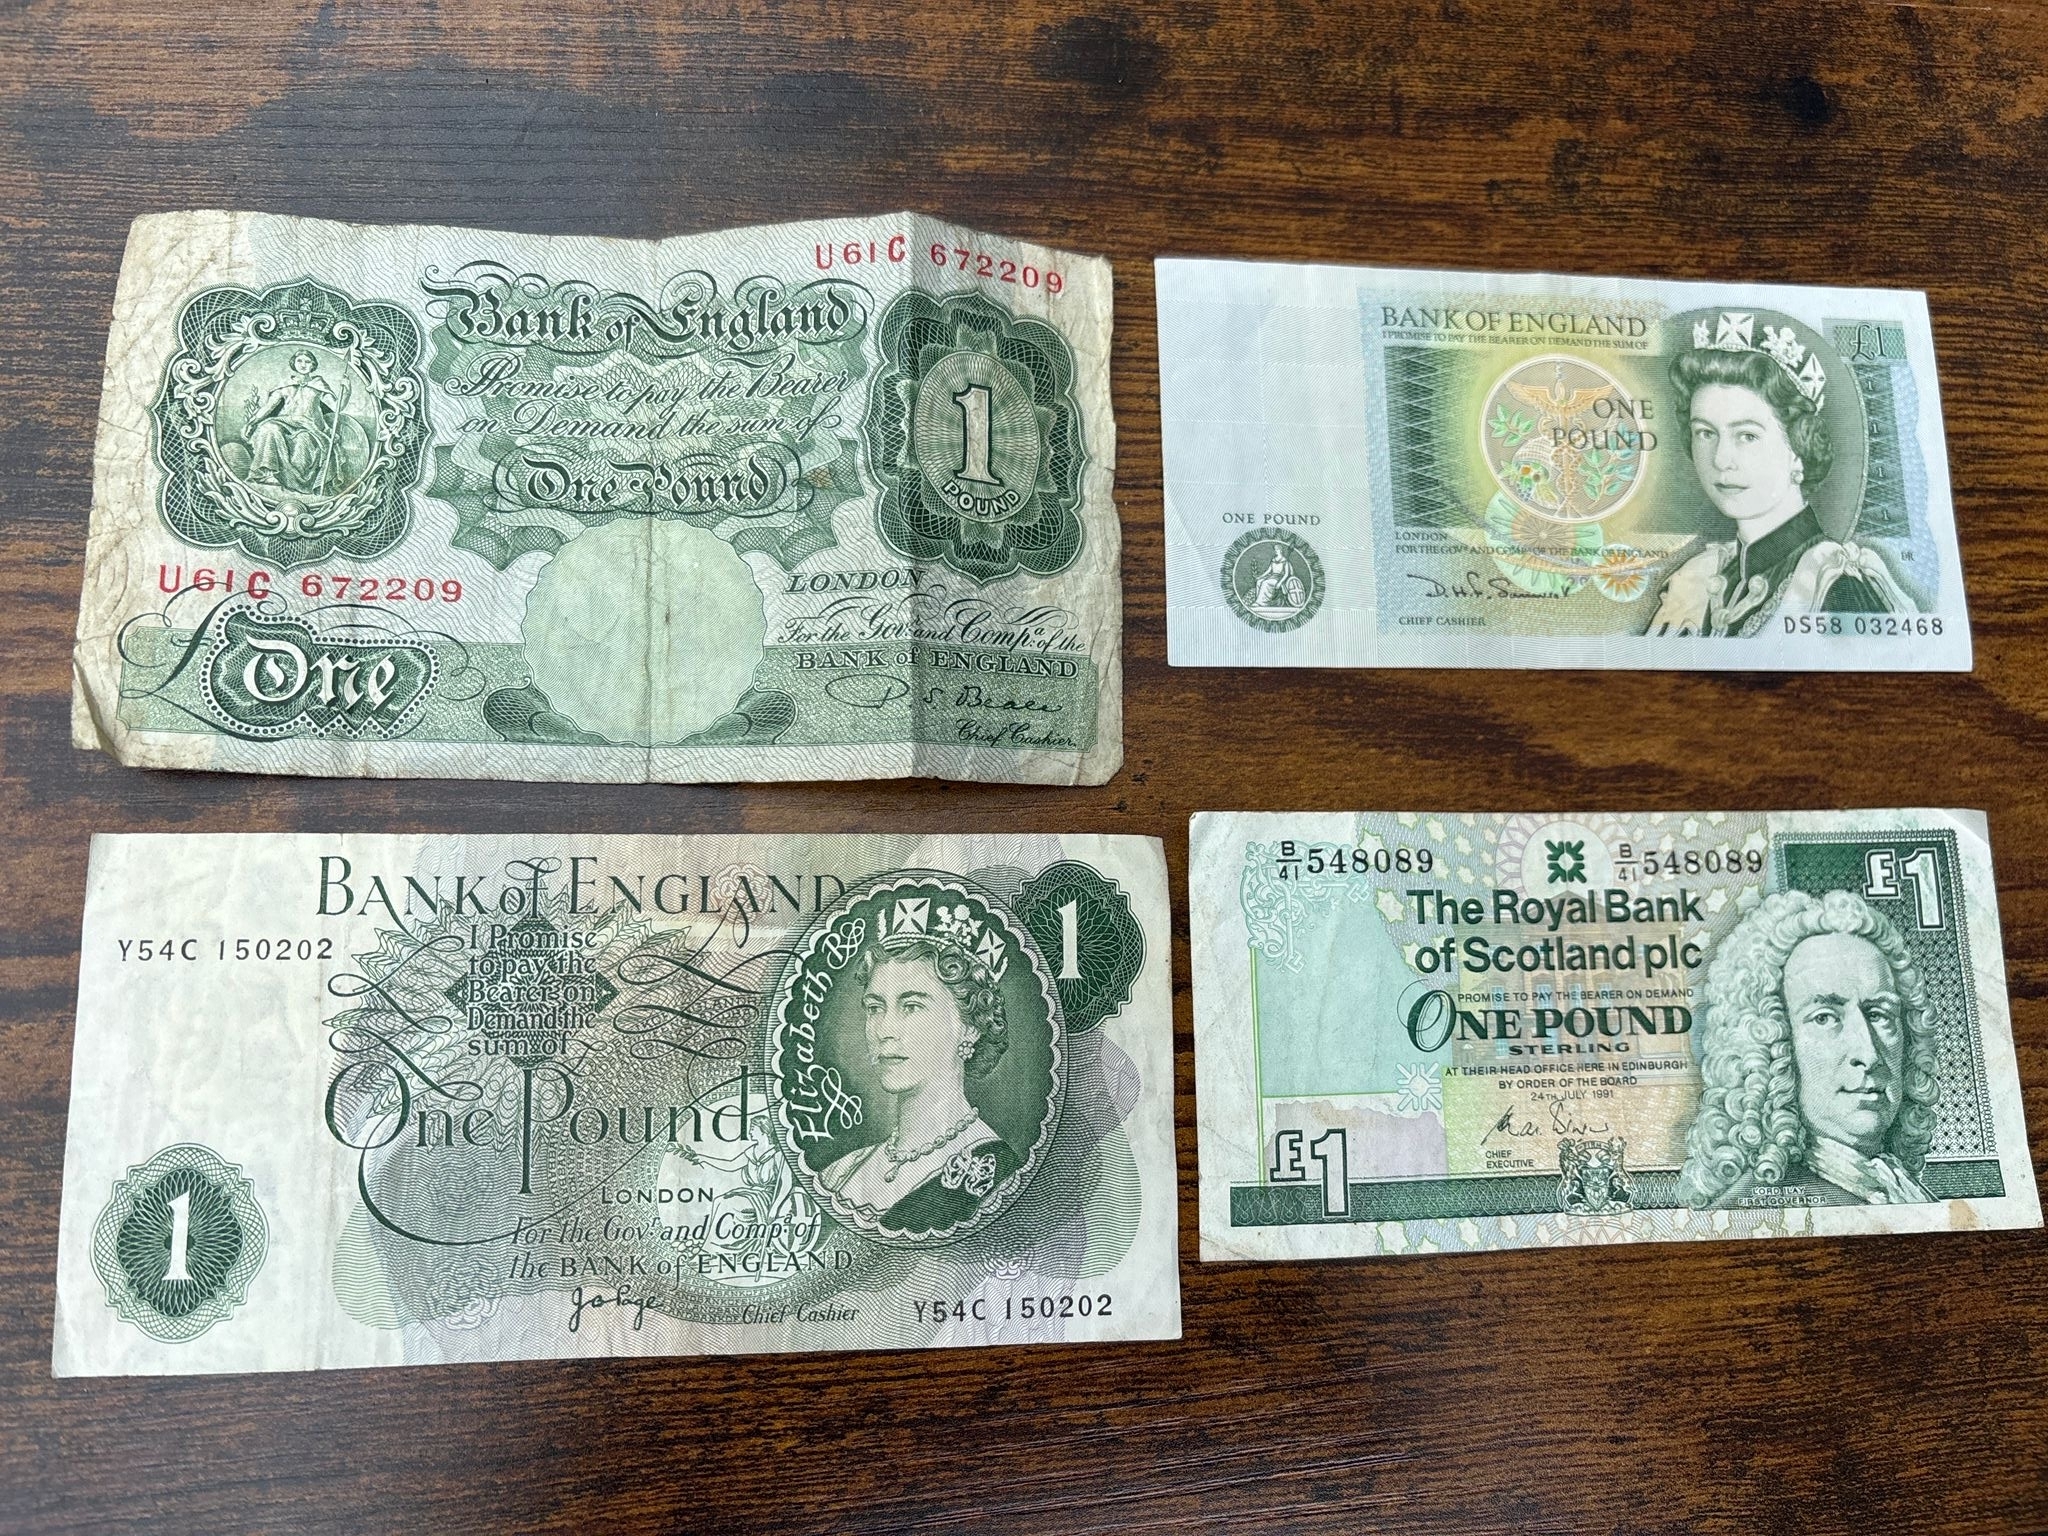 U61C 672209
Bank of England
Promise to pay the Bearer
on Demand the sum of
One Pound
1
POUND
LONDON
U61C 672209
For the Govr. and Compa. of the
BANK of ENGLAND
£One
P. S. Beale
Chief Cashier.
BANK OF ENGLAND
I PROMISE TO PAY THE BEARER ON DEMAND THE SUM OF
£1
ONE
POUND
ONE POUND
LONDON
FOR THE GOVR. AND COMPA. OF THE BANK OF ENGLAND
CHIEF CASHIER
DS58 032468
BANK of ENGLAND
1
Y54C 150202
I Promise
to pay the
Bearer on
Demand the
sum of
One Pound
Elizabeth R
1
LONDON
For the Govr. and Compa. of
the BANK of ENGLAND
Chief Cashier
Y54C 150202
B/41 548089
B/41 548089
£1
The Royal Bank
of Scotland plc
PROMISE TO PAY THE BEARER ON DEMAND
ONE POUND
STERLING
AT THEIR HEAD OFFICE HERE IN EDINBURGH
BY ORDER OF THE BOARD
24TH JULY 1991
£1
CHIEF
EXECUTIVE
LORD ILAY
FIRST GOVERNOR